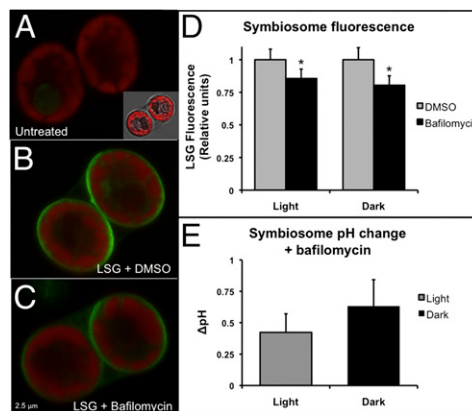 A
Untreated
B
LSG + DMSO
C
2.5 µm
LSG + Bafilomycin
D
Symbiosome fluorescence
LSG Fluorescence
(Relative units)
1
0.75
0.5
0.25
0
*
*
DMSO
Bafilomycin
Light
Dark
E
Symbiosome pH change
+ bafilomycin
ΔpH
1
0.75
0.5
0.25
0
Light
Dark
Light
Dark